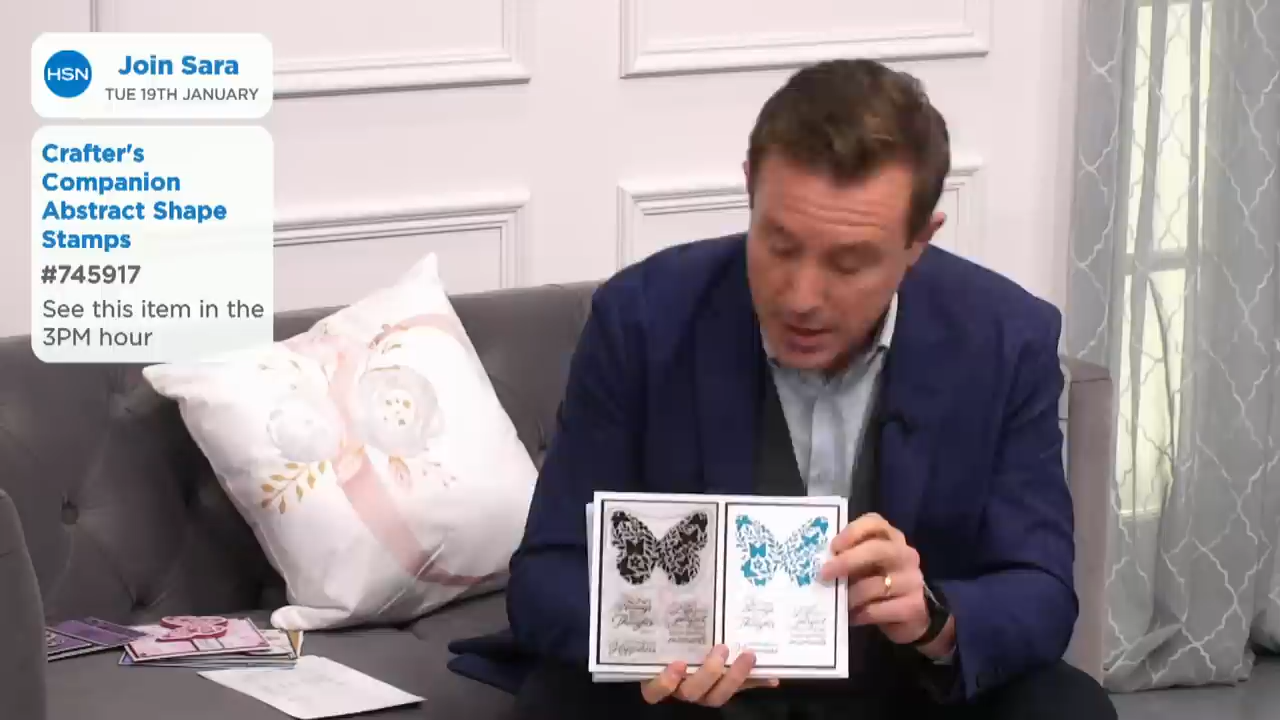 HSN
Join Sara
TUE 19TH JANUARY
Crafter's
Companion
Abstract Shape
Stamps
#745917
See this item in the
3PM hour